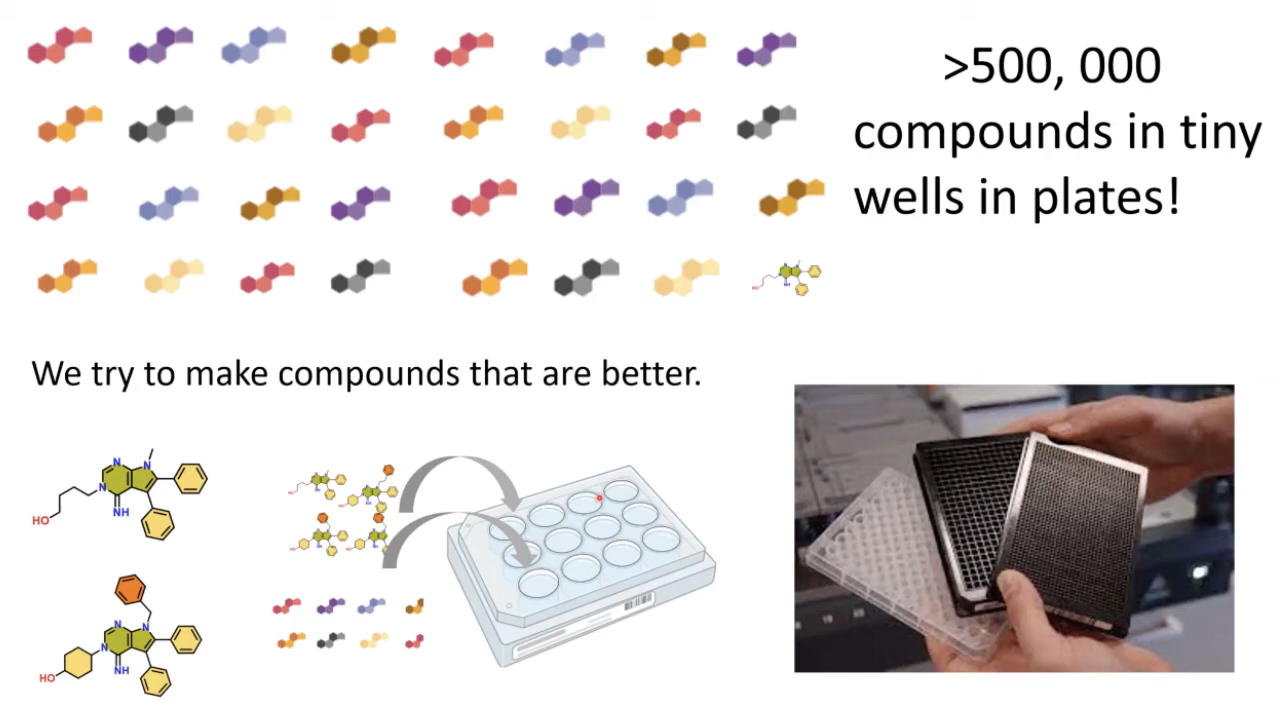 >500, 000
compounds in tiny
wells in plates!
We try to make compounds that are better.
N
N
N
NH
HO
HO
N
N
N
NH